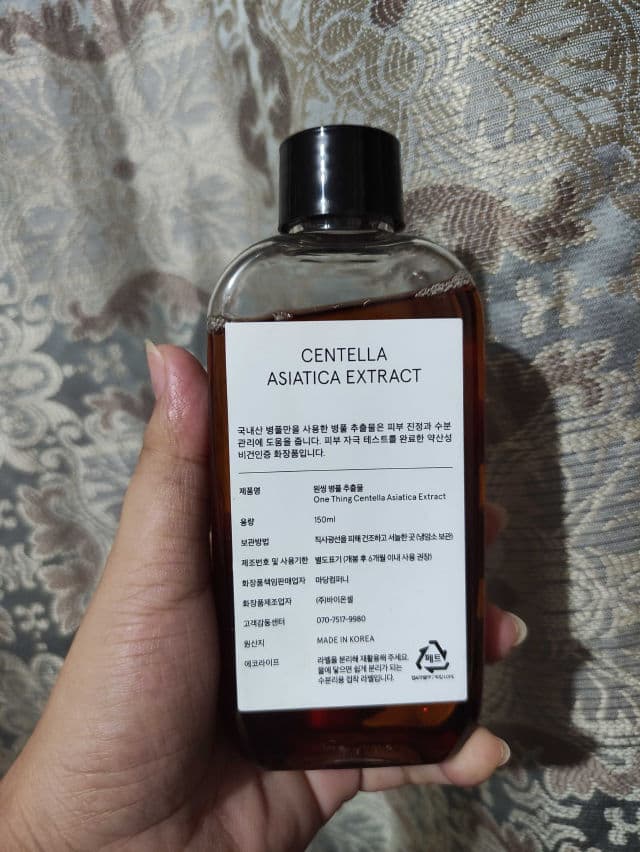 CENTELLA
ASIATICA EXTRACT
국내산 병풀만을 사용한 병풀 추출물은 피부 진정과 수분
관리에 도움을 줍니다. 피부 자극 테스트를 완료한 약산성
비건인증 화장품입니다.
제품명 원씽 병풀 추출물
One Thing Centella Asiatica Extract
용량 150ml
보관방법 직사광선을 피해 건조하고 서늘한 곳 (냉암소 보관)
제조번호 및 사용기한 별도표기 (개봉 후 6개월 이내 사용 권장)
화장품책임판매업자 마당컴퍼니
화장품제조업자 (주)바이온셀
고객감동센터 070-7517-9980
원산지 MADE IN KOREA
에코라이프 라벨을 분리해 재활용해 주세요.
물에 닿으면 쉽게 분리가 되는
수분리용 접착 라벨입니다.
페트